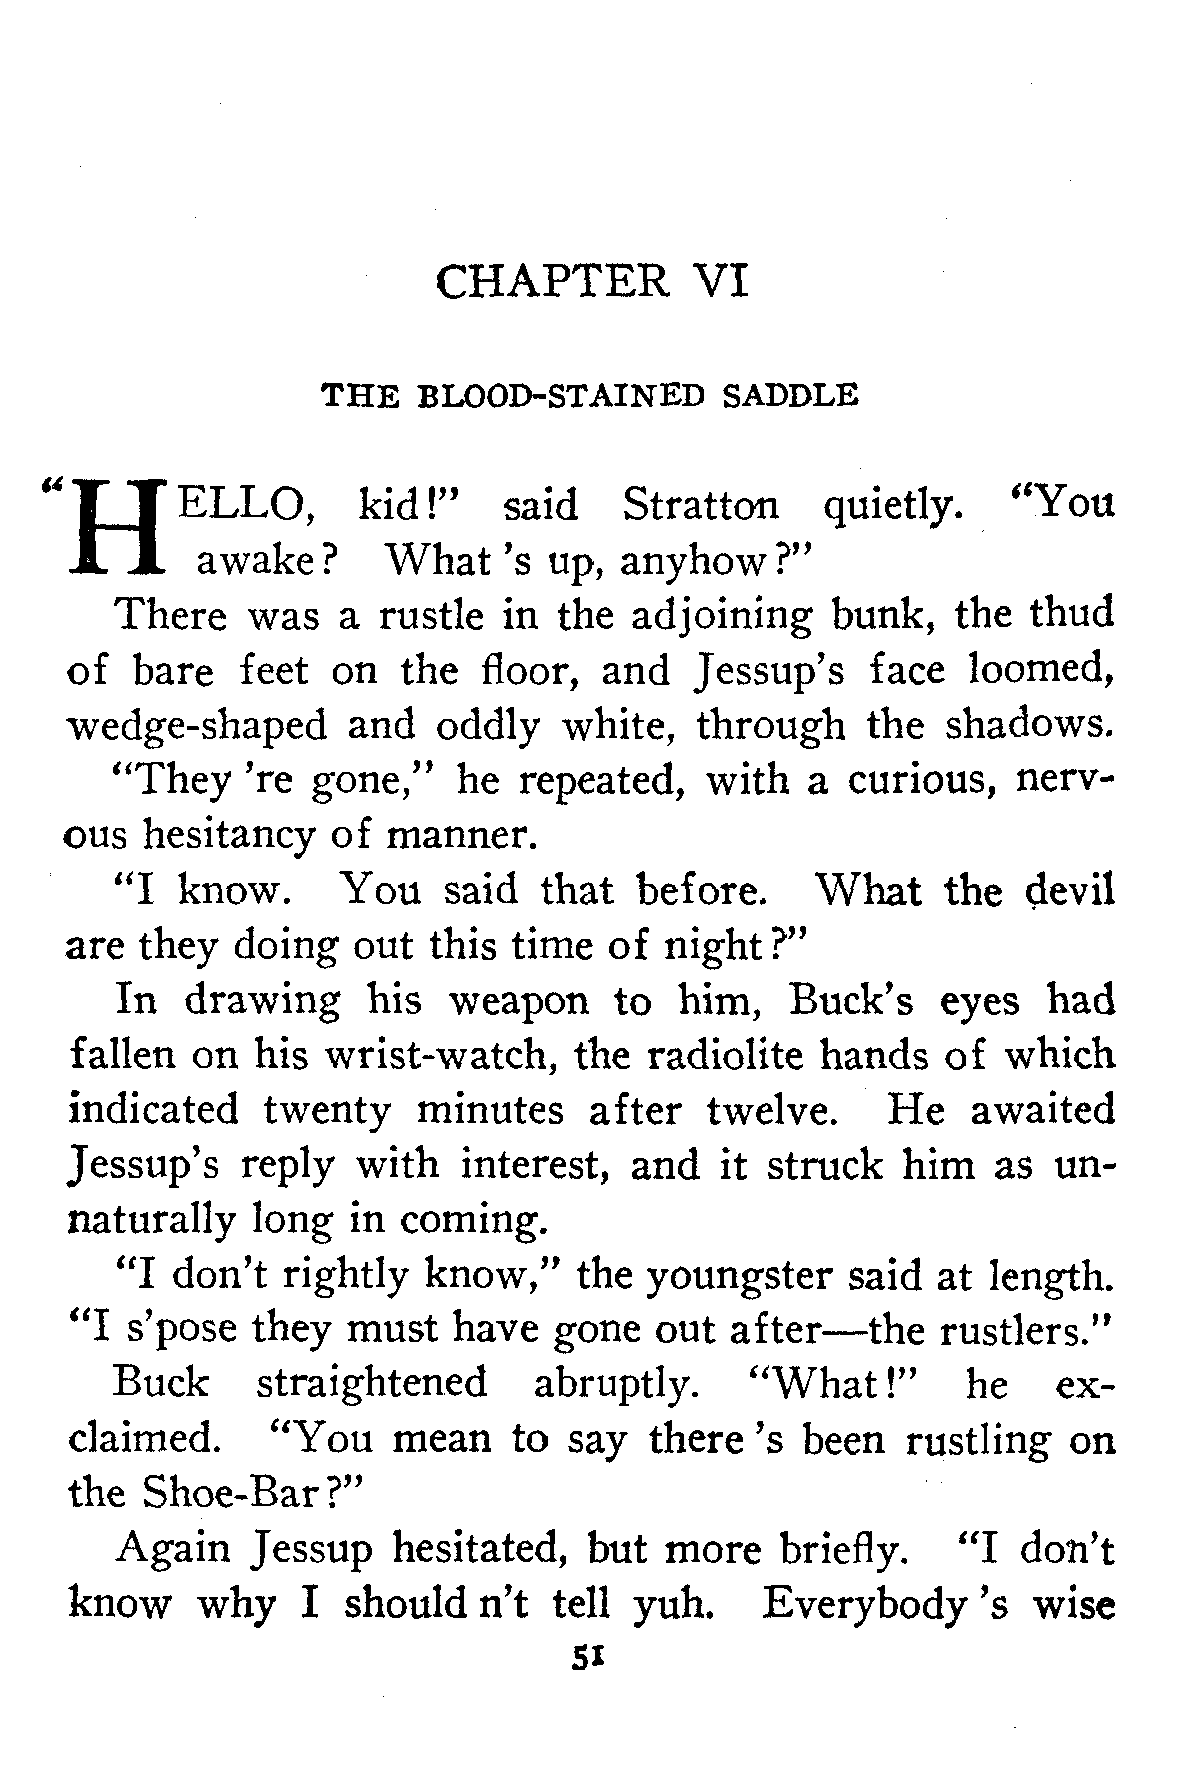 CHAPTER VI
THE BLOOD-STAINED SADDLE
"HELLO, kid!" said Stratton quietly. "You
awake? What 's up, anyhow?"
There was a rustle in the adjoining bunk, the thud
of bare feet on the floor, and Jessup's face loomed,
wedge-shaped and oddly white, through the shadows.
"They 're gone," he repeated, with a curious, nerv-
ous hesitancy of manner.
"I know. You said that before. What the devil
are they doing out this time of night?"
In drawing his weapon to him, Buck's eyes had
fallen on his wrist-watch, the radiolite hands of which
indicated twenty minutes after twelve. He awaited
Jessup's reply with interest, and it struck him as un-
naturally long in coming.
"I don't rightly know," the youngster said at length.
"I s'pose they must have gone out after—the rustlers."
Buck straightened abruptly. "What!" he ex-
claimed. "You mean to say there 's been rustling on
the Shoe-Bar?"
Again Jessup hesitated, but more briefly. "I don't
know why I should n't tell yuh. Everybody 's wise
51